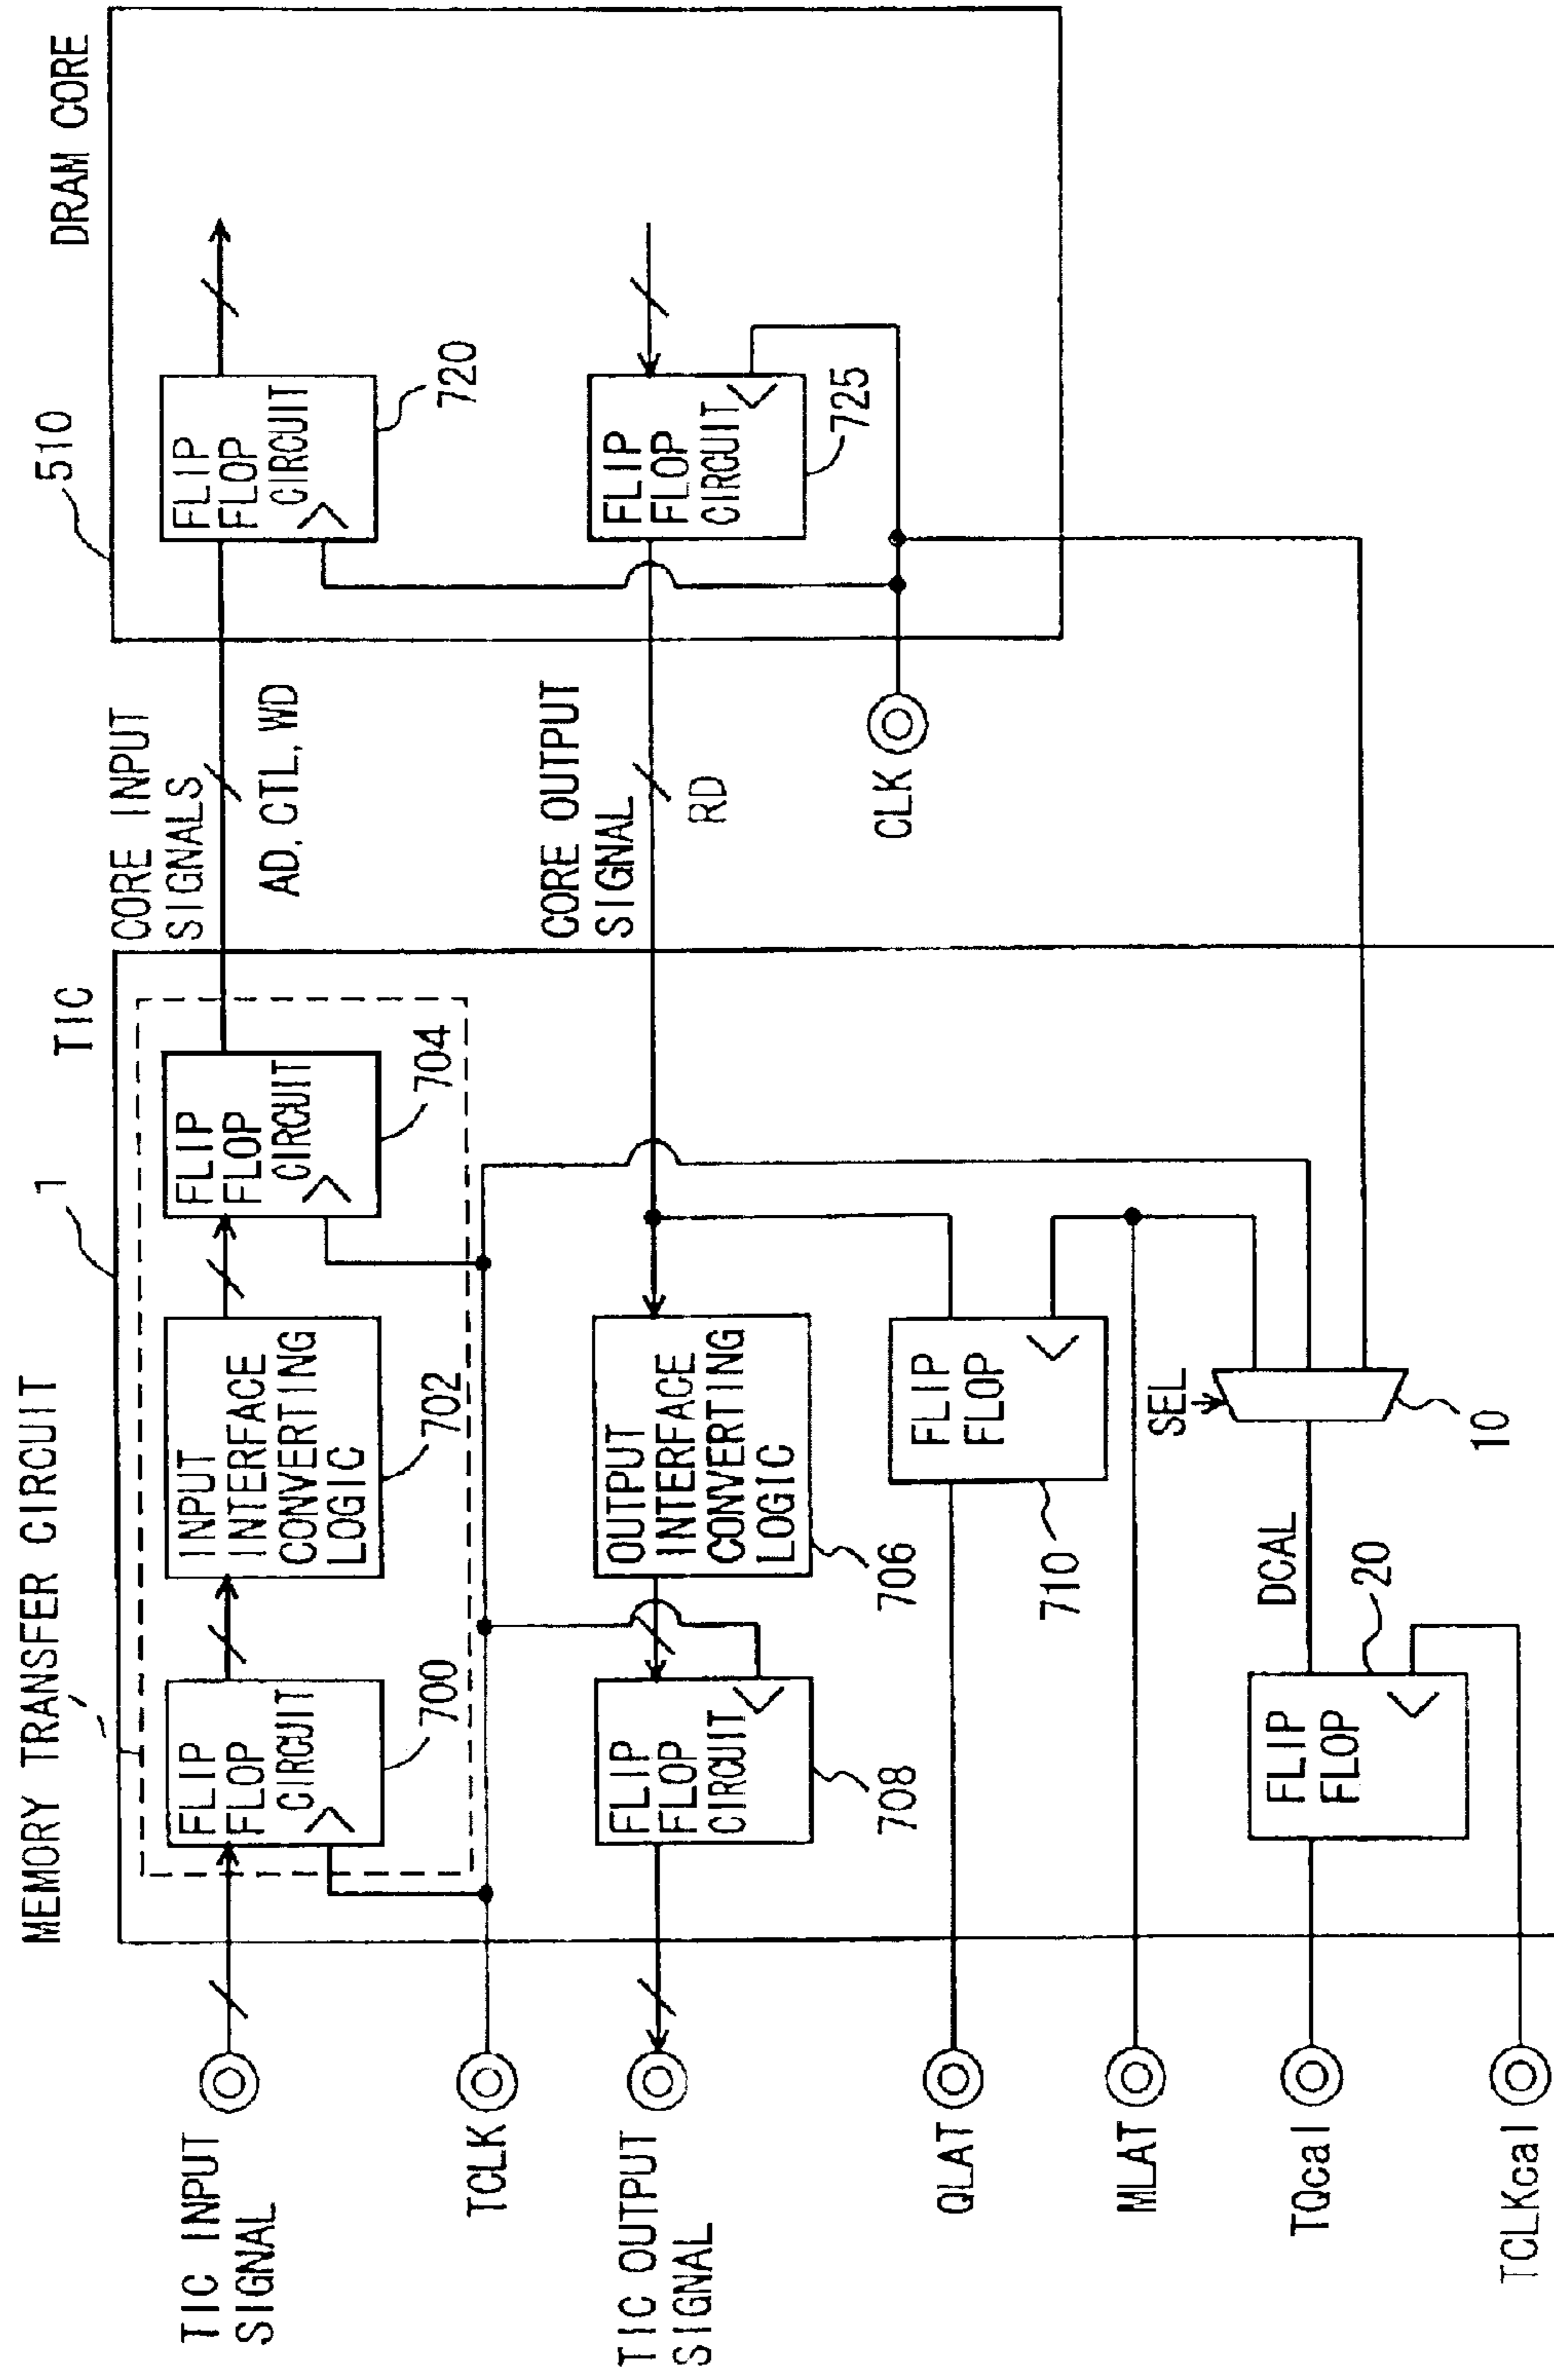 MEMORY TRANSFER CIRCUIT
1
TIC
510
DRAM CORE
TIC INPUT
SIGNAL
FLIP
FLOP
CIRCUIT
700
INPUT
INTERFACE
CONVERTING
LOGIC
702
FLIP
FLOP
CIRCUIT
704
CORE INPUT
SIGNALS
AD, CTL, WD
FLIP
FLOP
CIRCUIT
720
TCLK
TIC OUTPUT
SIGNAL
FLIP
FLOP
CIRCUIT
708
OUTPUT
INTERFACE
CONVERTING
LOGIC
706
CORE OUTPUT
SIGNAL
RD
FLIP
FLOP
CIRCUIT
725
CLK
QLAT
FLIP
FLOP
710
MLAT
SEL
10
DCAL
TQcal
FLIP
FLOP
20
TCLKcal